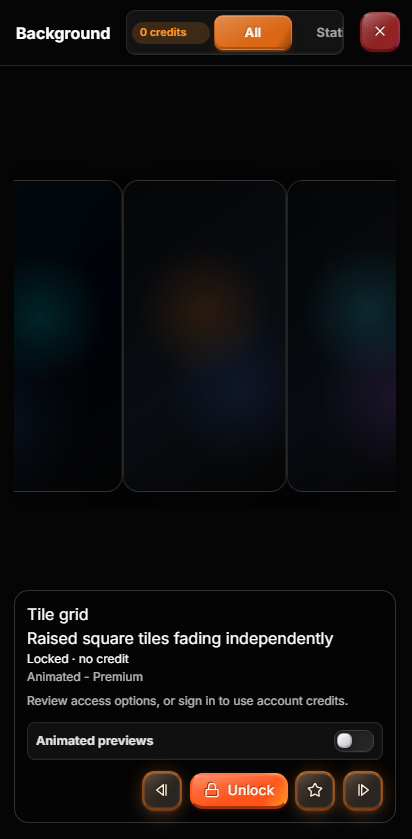 Background
0 credits
All
Stat
Tile grid
Raised square tiles fading independently
Locked · no credit
Animated - Premium
Review access options, or sign in to use account credits.
Animated previews
Unlock